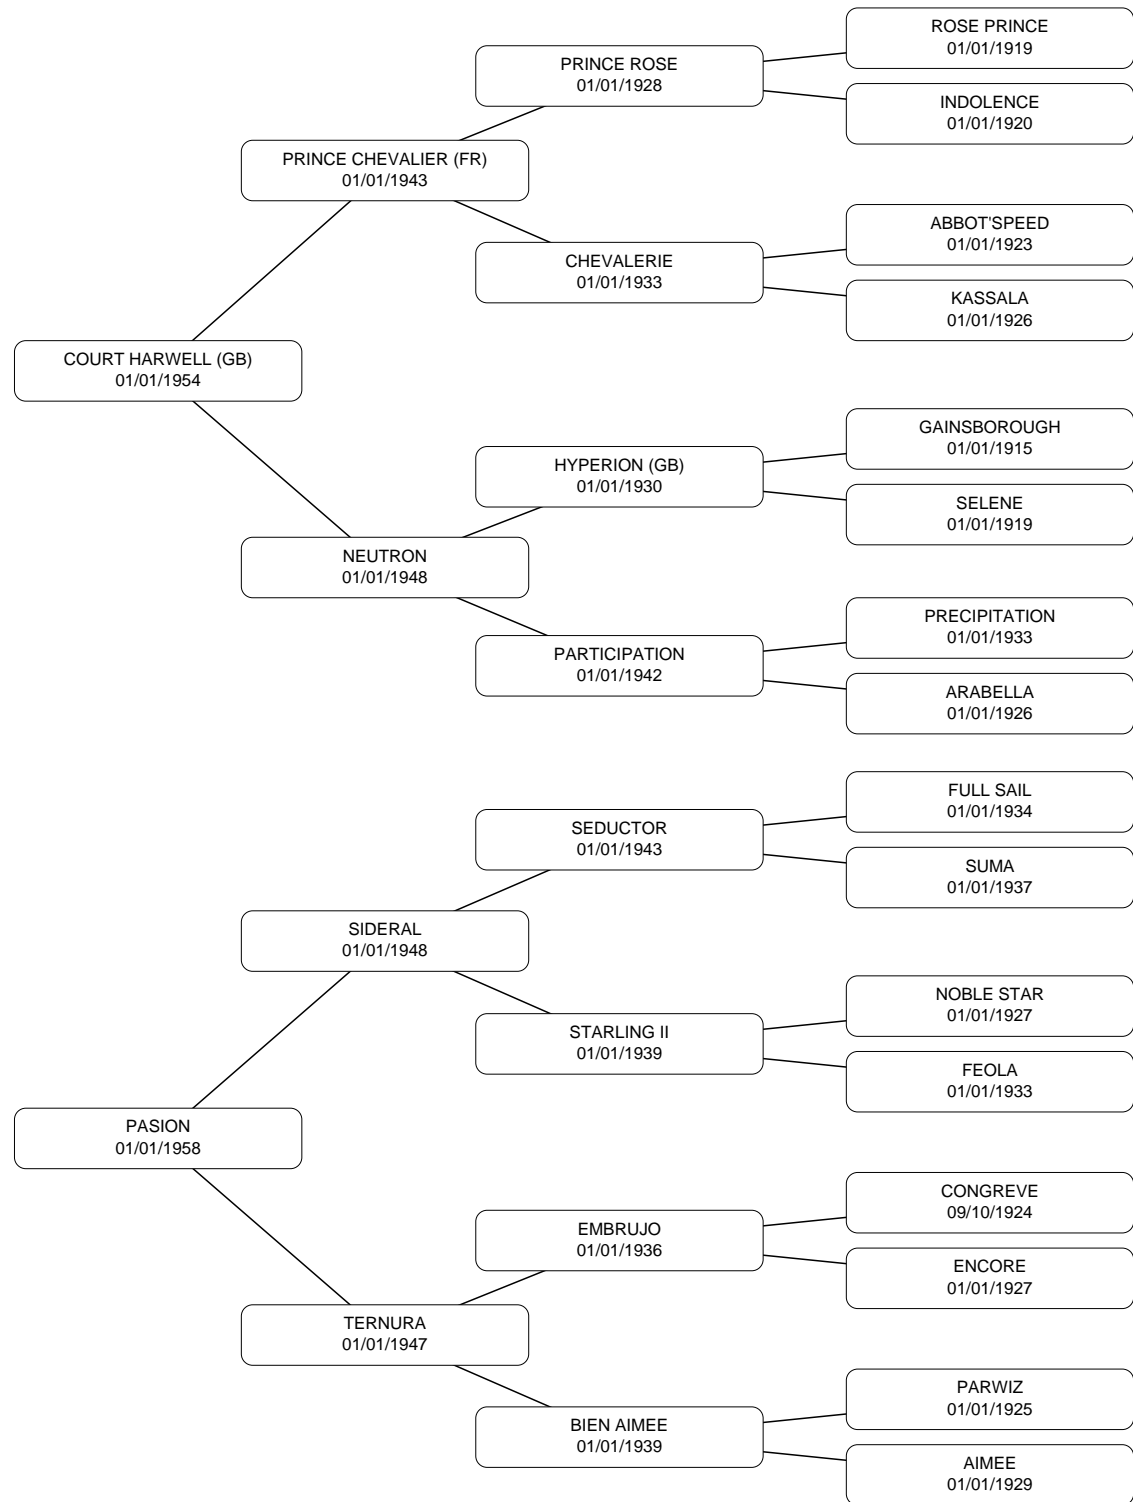 ROSE PRINCE
01/01/1919
PRINCE ROSE
01/01/1928
INDOLENCE
01/01/1920
PRINCE CHEVALIER (FR)
01/01/1943
ABBOT'SPEED
01/01/1923
CHEVALERIE
01/01/1933
KASSALA
01/01/1926
COURT HARWELL (GB)
01/01/1954
GAINSBOROUGH
01/01/1915
HYPERION (GB)
01/01/1930
SELENE
01/01/1919
NEUTRON
01/01/1948
PRECIPITATION
01/01/1933
PARTICIPATION
01/01/1942
ARABELLA
01/01/1926
FULL SAIL
01/01/1934
SEDUCTOR
01/01/1943
SUMA
01/01/1937
SIDERAL
01/01/1948
NOBLE STAR
01/01/1927
STARLING II
01/01/1939
FEOLA
01/01/1933
PASION
01/01/1958
CONGREVE
09/10/1924
EMBRUJO
01/01/1936
ENCORE
01/01/1927
TERNURA
01/01/1947
PARWIZ
01/01/1925
BIEN AIMEE
01/01/1939
AIMEE
01/01/1929